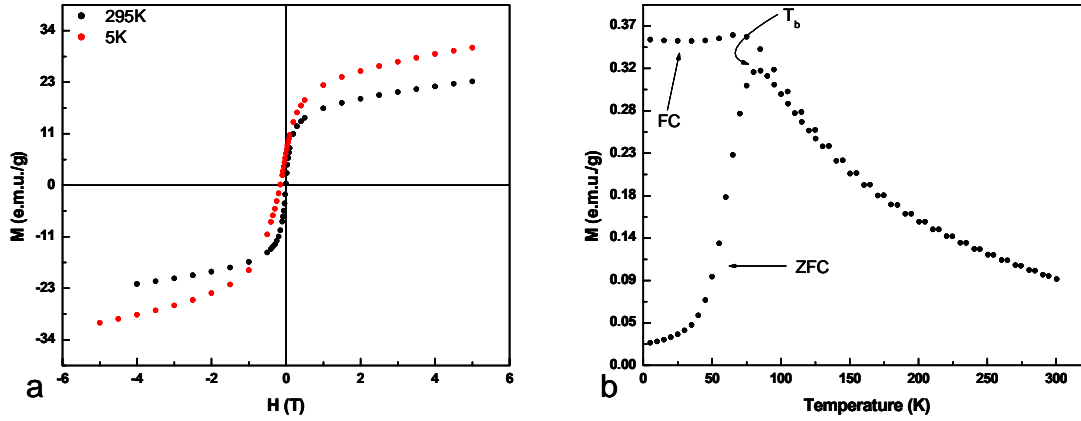 295K
5K
M (e.m.u./g)
34
23
11
0
-11
-23
-34
-6
-4
-2
0
2
4
6
H (T)
a
M (e.m.u./g)
0.37
0.32
0.28
0.23
0.18
0.14
0.09
0.05
0.00
T_b
FC
ZFC
0
50
100
150
200
250
300
Temperature (K)
b